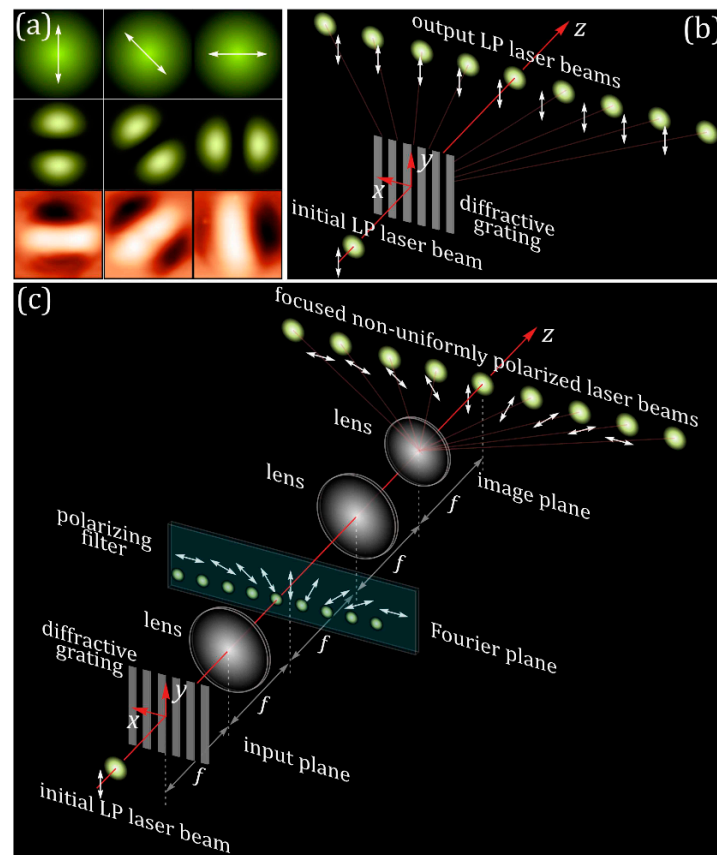 (a)
(b)
output LP laser beams
z
y
x
diffractive
grating
initial LP laser beam
(c)
focused non-uniformly polarized laser beams
z
lens
lens
image plane
f
f
polarizing
filter
lens
Fourier plane
f
diffractive
grating
f
y
x
input plane
f
initial LP laser beam